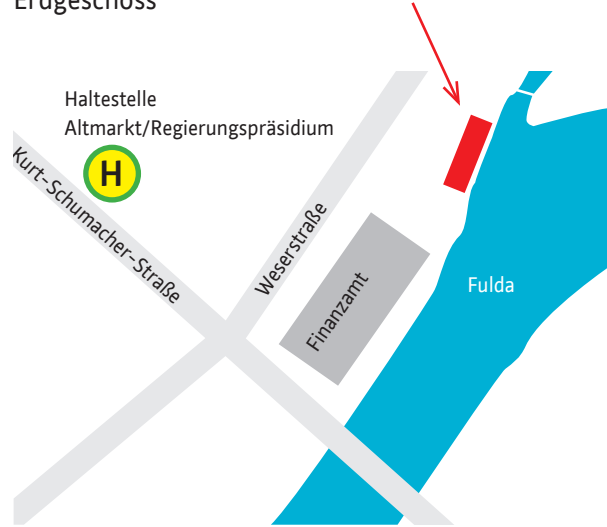 Erdgeschoss
Haltestelle
Altmarkt/Regierungspräsidium
H
Kurt-Schumacher-Straße
Weserstraße
Finanzamt
Fulda